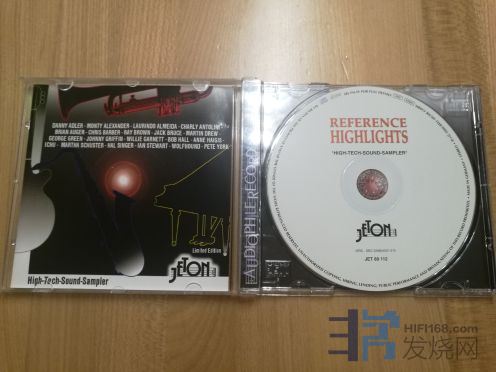 DANNY ADLER - MONTY ALEXANDER - LAURINDO ALMEIDA - CHARLY ANTOLINI
BRIAN AUGER - CHRIS BARBER - RAY BROWN - JACK BRUCE - MARTIN DREW
GEORGE GREEN - JOHNNY GRIFFIN - WILLIE GARNETT - BOB HALL - ANNE HAIGIS
ICHU - MARTHA SCHUSTER - HAL SINGER - IAN STEWART - WOLFHOUND - PETE YORK
Limited Edition
JETON
High-Tech-Sound-Sampler
AUDIOPHILE RECORD
REFERENCE
HIGHLIGHTS
"HIGH-TECH-SOUND-SAMPLER"
JETON
JET 60 112
HIFI168.com
发烧网